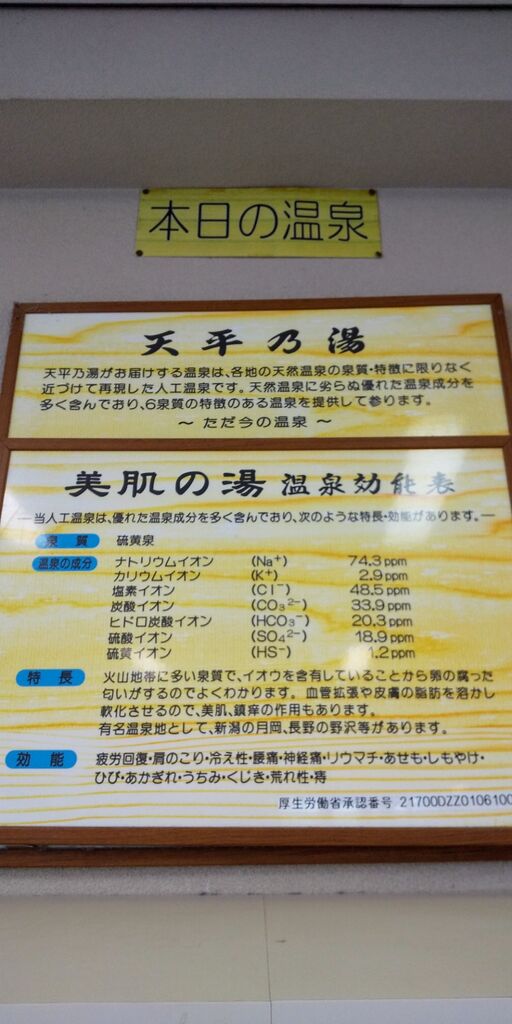 本日の温泉
天平乃湯
天平乃湯がお届けする温泉は、各地の天然温泉の泉質・特徴に限りなく
近づけて再現した人工温泉です。天然温泉に劣らぬ優れた温泉成分を
多く含んでおり、6泉質の特徴のある温泉を提供して参ります。
～ ただ今の温泉 ～
美肌の湯 温泉効能表
―当人工温泉は、優れた温泉成分を多く含んでおり、次のような特長・効能があります。―
泉質 硫黄泉
温泉の成分 ナトリウムイオン (Na⁺) 74.3 ppm
カリウムイオン (K⁺) 2.9 ppm
塩素イオン (Cl⁻) 48.5 ppm
炭酸イオン (CO₃²⁻) 33.9 ppm
ヒドロ炭酸イオン (HCO₃⁻) 20.3 ppm
硫酸イオン (SO₄²⁻) 18.9 ppm
硫黄イオン (HS⁻) 1.2 ppm
特長 火山地帯に多い泉質で、イオウを含有していることから卵の腐った
匂いがするのでよくわかります。血管拡張や皮膚の脂肪を溶かし
軟化させるので、美肌、鎮痒の作用もあります。
有名温泉地として、新潟の月岡、長野の野沢等があります。
効能 疲労回復・肩のこり・冷え性・腰痛・神経痛・リウマチ・あせも・しもやけ・
ひび・あかぎれ・うちみ・くじき・荒れ性・痔
厚生労働省承認番号 21700DZZ0106100